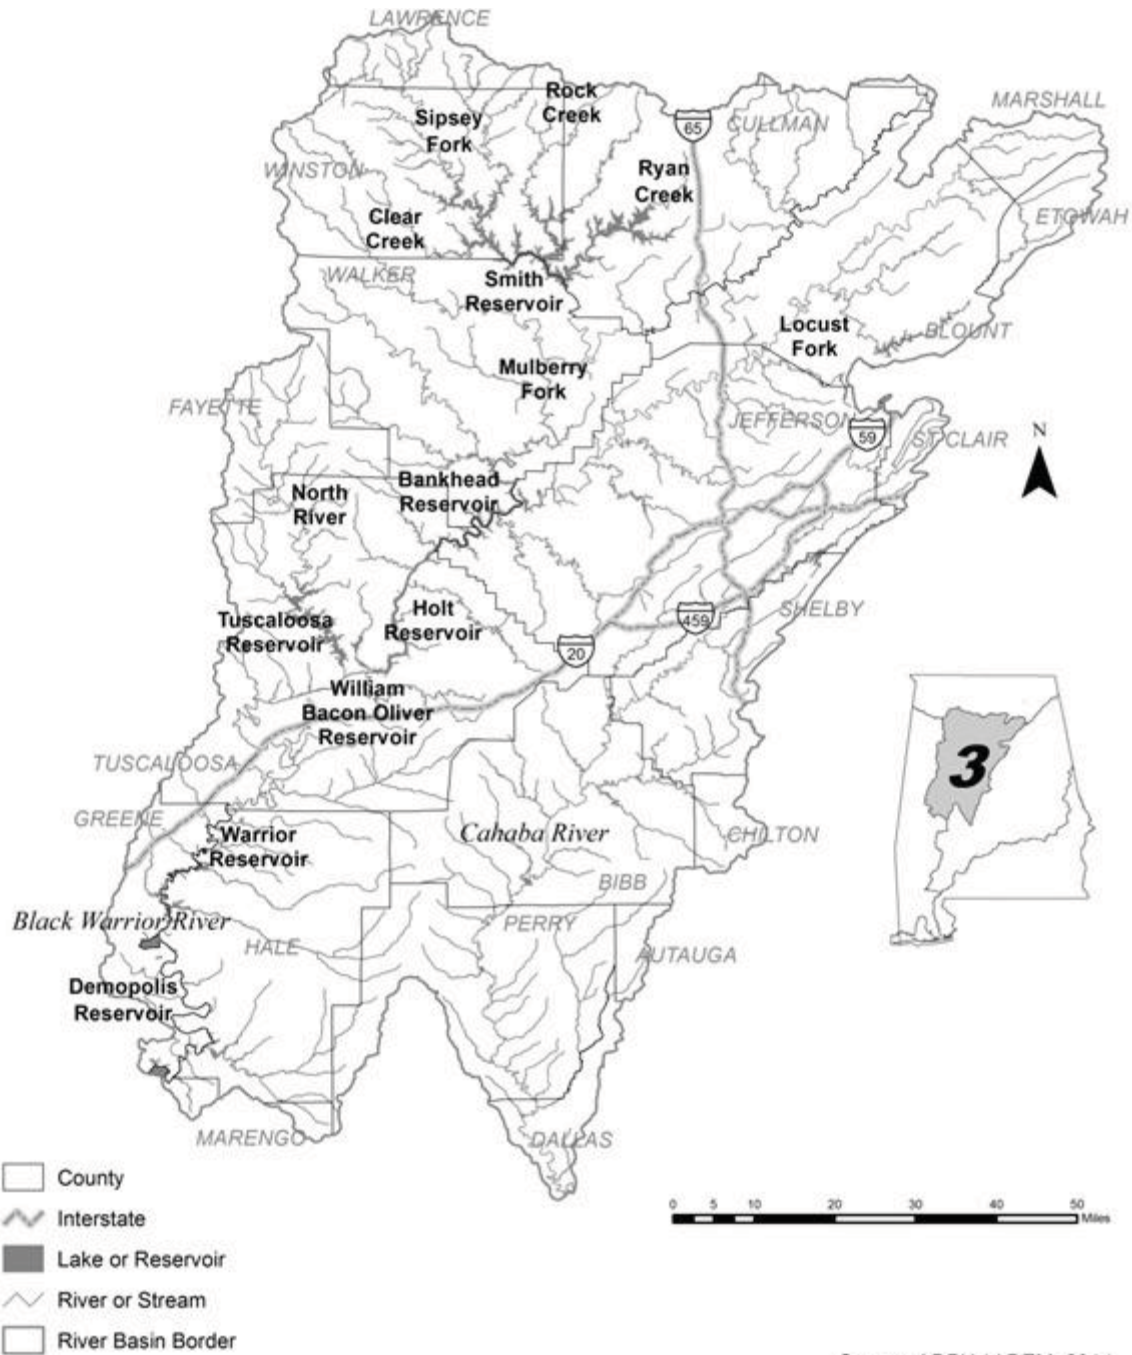 LAWRENCE
Rock
Creek
MARSHALL
Sipsey
Fork
65
CULLMAN
WINSTON
Ryan
Creek
Clear
Creek
ETOWAH
WALKER
Smith
Reservoir
Locust
Fork
BLOUNT
Mulberry
Fork
FAYETTE
JEFFERSON
59
ST CLAIR
N
Bankhead
Reservoir
North
River
Tuscaloosa
Reservoir
Holt
Reservoir
SHELBY
459
20
William
Bacon Oliver
Reservoir
TUSCALOOSA
3
GREENE
Warrior
Reservoir
Cahaba River
CHILTON
BIBB
Black Warrior River
PERRY
HALE
AUTAUGA
Demopolis
Reservoir
MARENGO
DALLAS
County
Interstate
Lake or Reservoir
River or Stream
River Basin Border
0 5 10 20 30 40 50
Miles